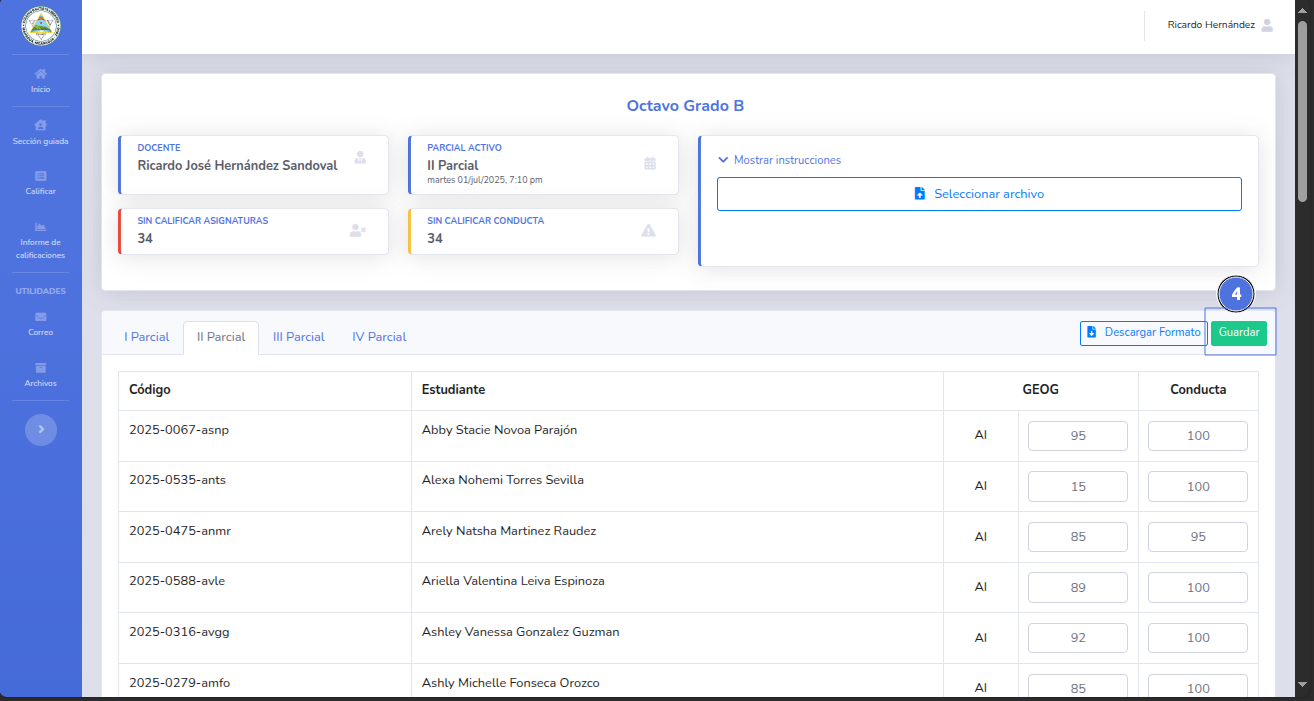 Ricardo Hernández
Inicio
Sección guiada
Calificar
Informe de
calificaciones
UTILIDADES
Correo
Archivos
Octavo Grado B
DOCENTE
Ricardo José Hernández Sandoval
PARCIAL ACTIVO
II Parcial
martes 01/jul/2025, 7:10 pm
SIN CALIFICAR ASIGNATURAS
34
SIN CALIFICAR CONDUCTA
34
Mostrar instrucciones
Seleccionar archivo
4
I Parcial II Parcial III Parcial IV Parcial Descargar Formato Guardar
Código Estudiante GEOG Conducta
2025-0067-asnp Abby Stacie Novoa Parajón AI 95 100
2025-0535-ants Alexa Nohemi Torres Sevilla AI 15 100
2025-0475-anmr Arely Natsha Martinez Raudez AI 85 95
2025-0588-avle Ariella Valentina Leiva Espinoza AI 89 100
2025-0316-avgg Ashley Vanessa Gonzalez Guzman AI 92 100
2025-0279-amfo Ashly Michelle Fonseca Orozco AI 85 100